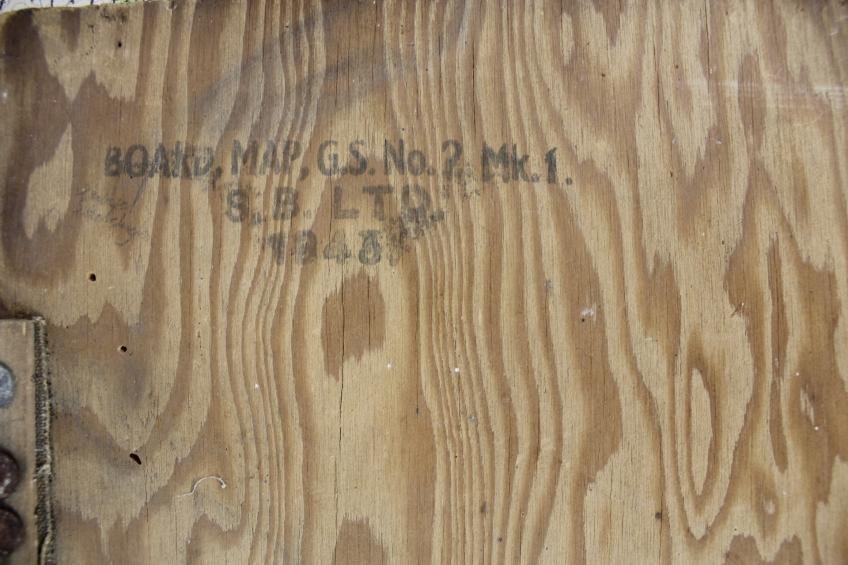 BOARD, MAP, G.S. No. 2 Mk.1.
S.B. LTD.
1943